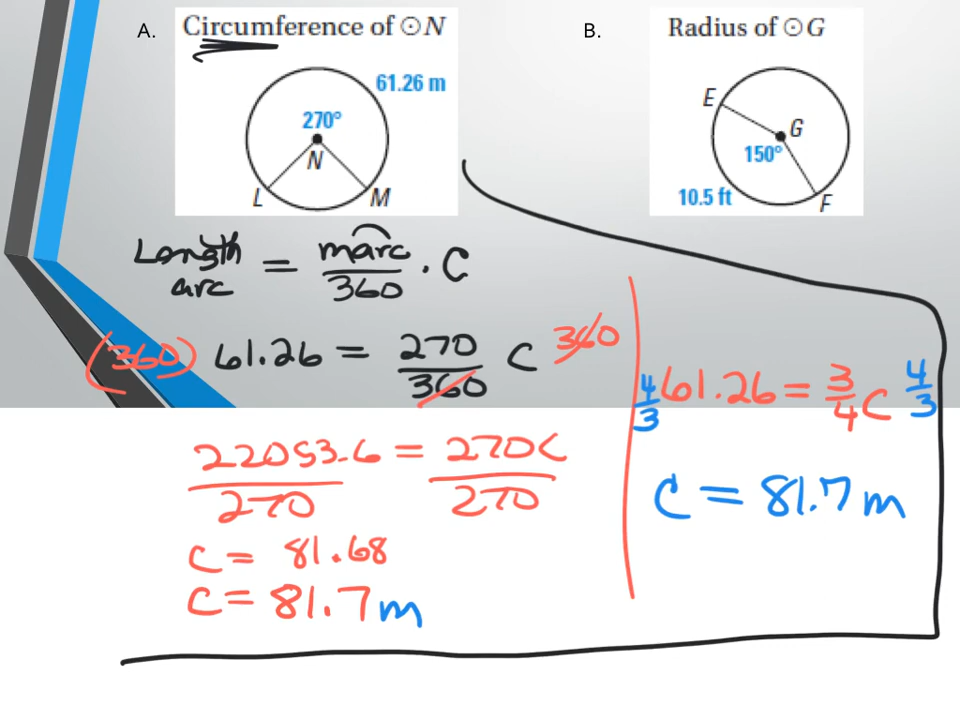 A. Circumference of ⊙N
61.26 m
270°
N
L
M
B. Radius of ⊙G
E
G
150°
10.5 ft
F
Length arc = m arc / 360 · C
(360) 61.26 = 270/360 C 360
22053.6 / 270 = 270C / 270
C = 81.68
C = 81.7 m
4/3 61.26 = 3/4 C 4/3
C = 81.7 m